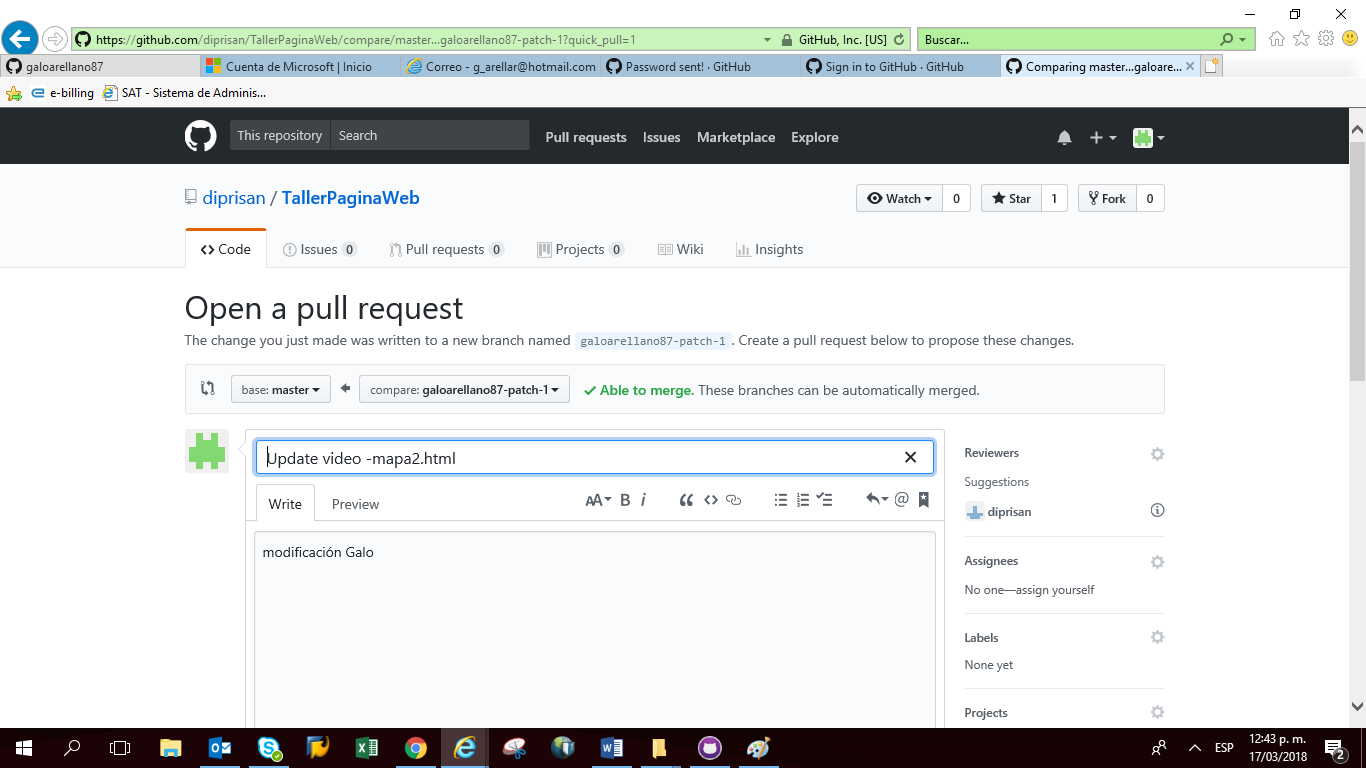 https://github.com/diprisan/TallerPaginaWeb/compare/master...galoarellano87-patch-1?quick_pull=1
GitHub, Inc. [US]
Buscar...
galoarellano87
Cuenta de Microsoft | Inicio
Correo - g_arellar@hotmail.com
Password sent! · GitHub
Sign in to GitHub · GitHub
Comparing master...galoare...
e-billing
SAT - Sistema de Adminis...
This repository
Search
Pull requests
Issues
Marketplace
Explore
diprisan / TallerPaginaWeb
Watch 0
Star 1
Fork 0
Code
Issues 0
Pull requests 0
Projects 0
Wiki
Insights
Open a pull request
The change you just made was written to a new branch named galoarellano87-patch-1. Create a pull request below to propose these changes.
base: master
compare: galoarellano87-patch-1
Able to merge. These branches can be automatically merged.
Update video -mapa2.html
Write
Preview
AA B i
modificación Galo
Reviewers
Suggestions
diprisan
Assignees
No one—assign yourself
Labels
None yet
Projects
ESP
12:43 p. m.
17/03/2018
2